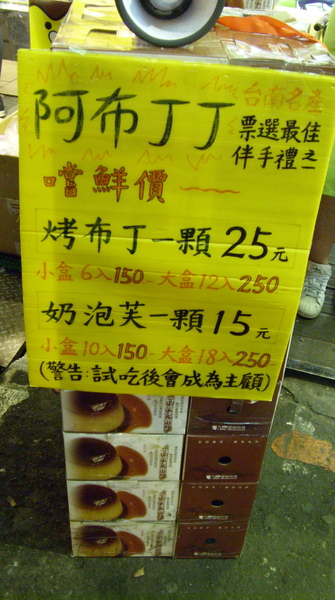 台南名產
阿布丁丁
票選最佳
伴手禮之一
嚐鮮價
烤布丁一顆25元
小盒6入150-大盒12入250
奶泡芙一顆15元
小盒10入150-大盒18入250
(警告:試吃後會成為主顧)